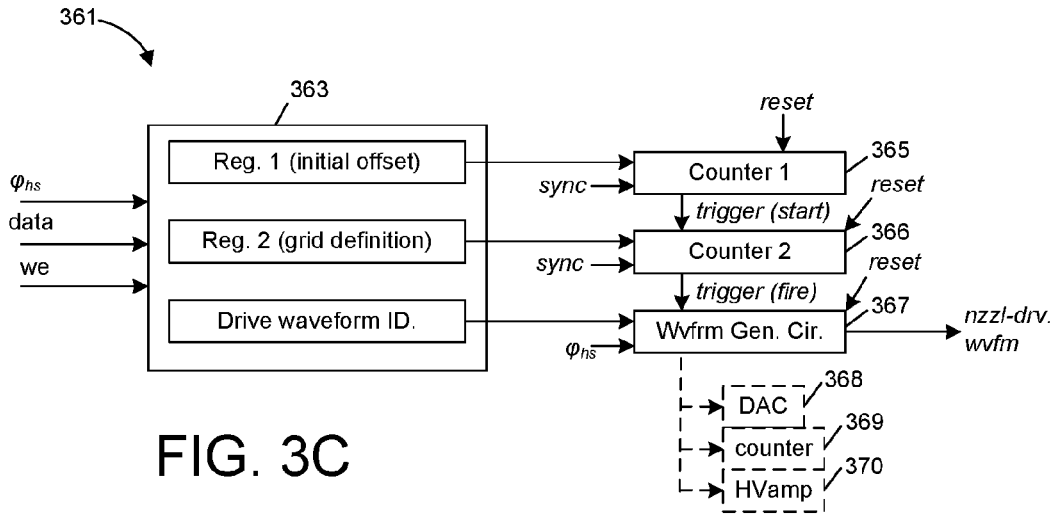 361
363
reset
Reg. 1 (initial offset)
Counter 1
365
φhs
sync
reset
data
trigger (start)
Reg. 2 (grid definition)
Counter 2
366
we
sync
reset
trigger (fire)
367
Drive waveform ID.
Wvfrm Gen. Cir.
nzzl-drv.
wvfm
φhs
368
DAC
369
counter
370
HVamp
FIG. 3C